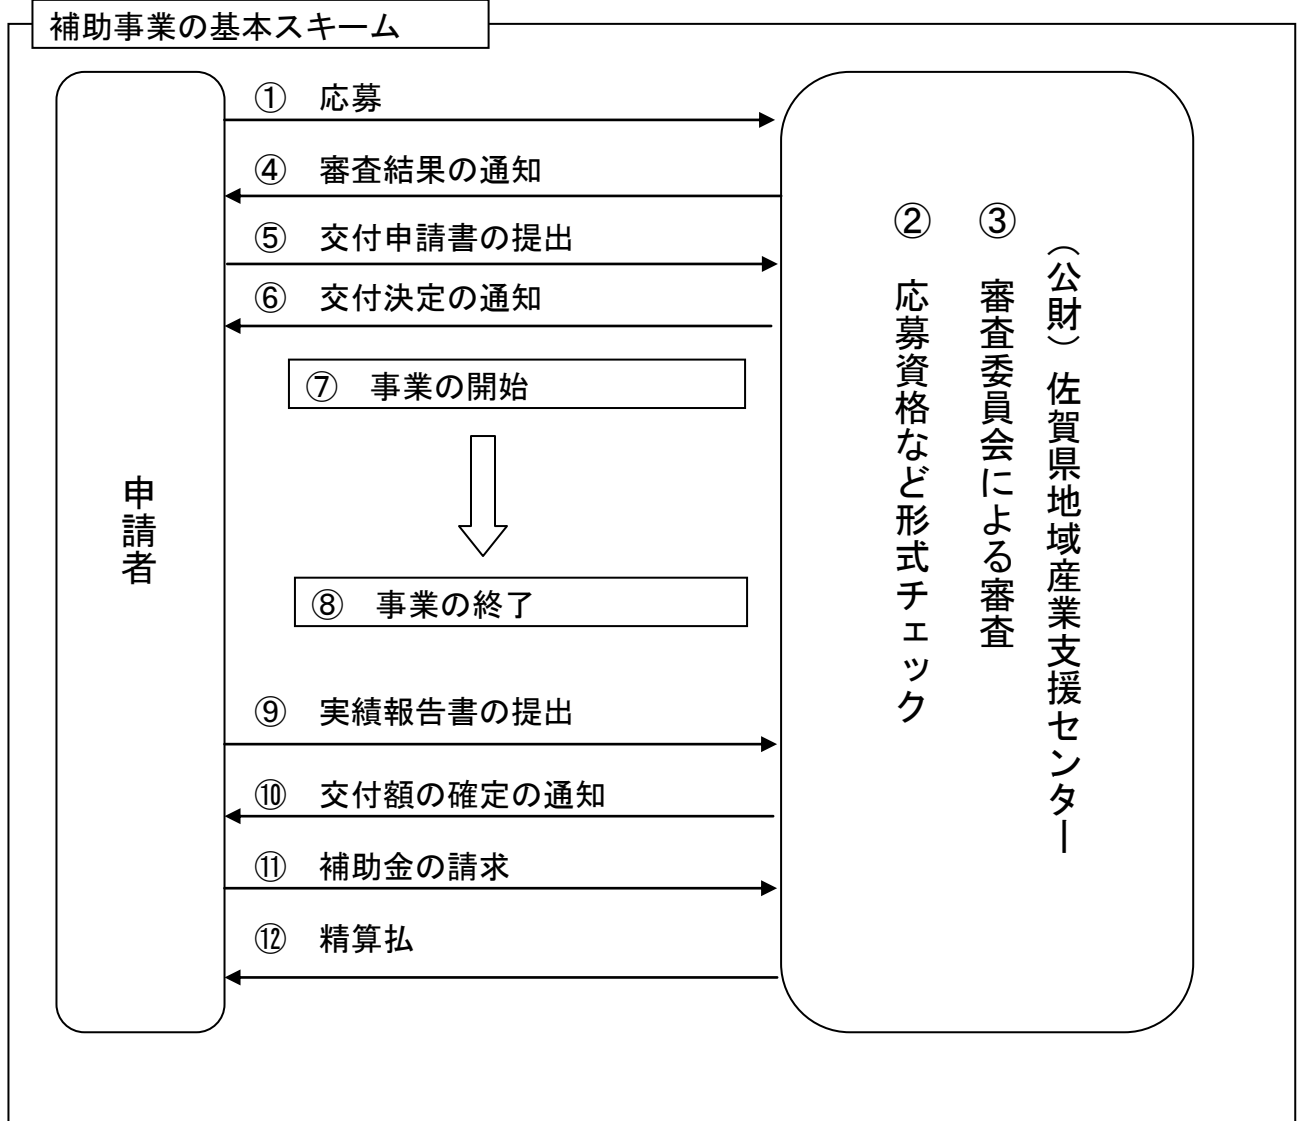 補助事業の基本スキーム
申請者
① 応募
④ 審査結果の通知
⑤ 交付申請書の提出
⑥ 交付決定の通知
⑦ 事業の開始
⑧ 事業の終了
⑨ 実績報告書の提出
⑩ 交付額の確定の通知
⑪ 補助金の請求
⑫ 精算払
(公財)佐賀県地域産業支援センター
③ 審査委員会による審査
② 応募資格など形式チェック